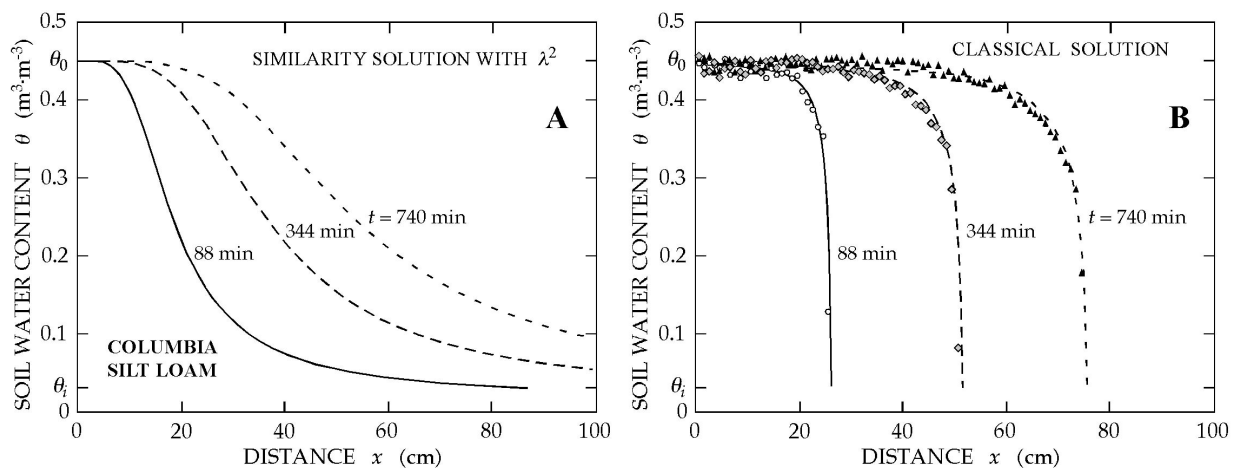 SOIL WATER CONTENT θ (m³·m⁻³)
0.5
θ₀
0.4
0.3
0.2
0.1
θᵢ
0
SIMILARITY SOLUTION WITH λ²
A
t = 740 min
344 min
88 min
COLUMBIA
SILT LOAM
0 20 40 60 80 100
DISTANCE x (cm)
SOIL WATER CONTENT θ (m³·m⁻³)
0.5
θ₀
0.4
0.3
0.2
0.1
θᵢ
0
CLASSICAL SOLUTION
B
t = 740 min
344 min
88 min
0 20 40 60 80 100
DISTANCE x (cm)